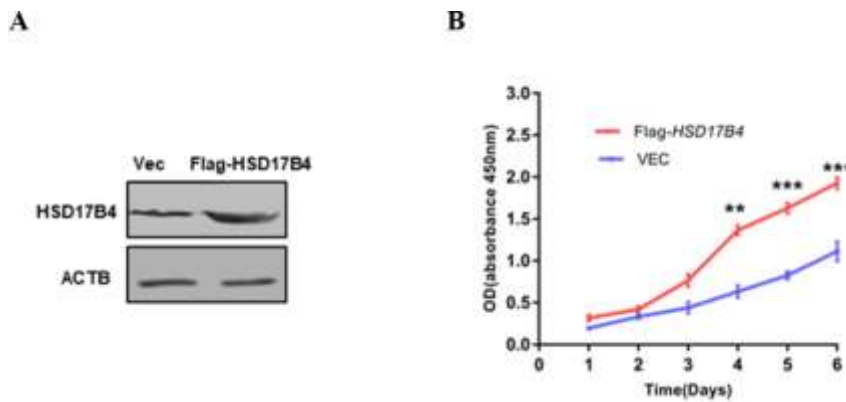 A
Vec Flag-HSD17B4
HSD17B4
ACTB
B
OD(absorbance 450nm)
3.0
2.5
2.0
1.5
1.0
0.5
0.0
Flag-HSD17B4
VEC
**
***
***
0 1 2 3 4 5 6
Time(Days)